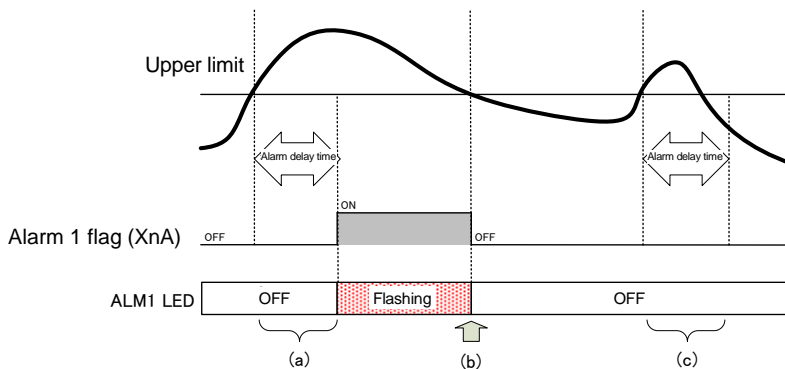 Upper limit
Alarm delay time
Alarm delay time
ON
Alarm 1 flag (XnA)
OFF
OFF
ALM1 LED
OFF
Flashing
OFF
(a)
(b)
(c)